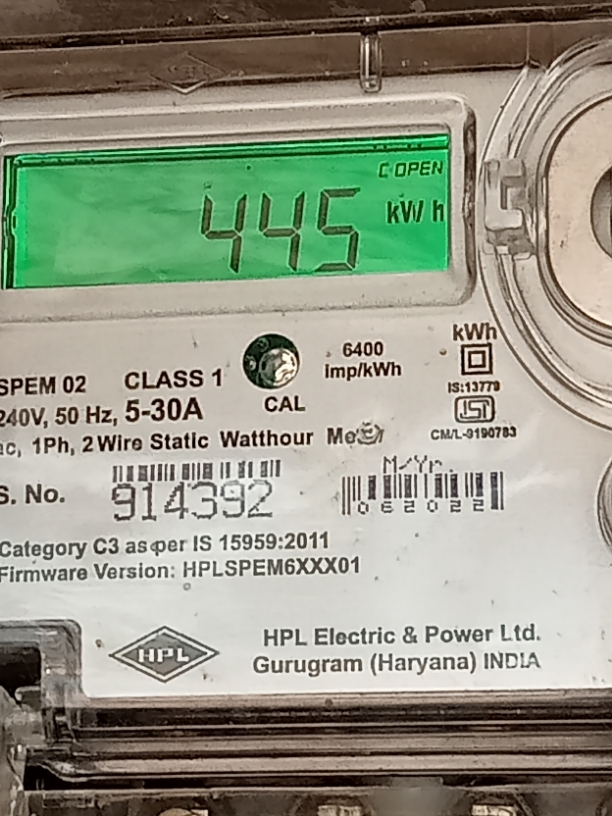 C OPEN
445 kW h
kWh
6400
imp/kWh
SPEM 02 CLASS 1
IS:13779
240V, 50 Hz, 5-30A
CAL
ac, 1Ph, 2 Wire Static Watthour
CM/L-9190783
M/Yr.
S. No. 914392
062022
Category C3 as per IS 15959:2011
Firmware Version: HPLSPEM6XXX01
HPL
HPL Electric & Power Ltd.
Gurugram (Haryana) INDIA